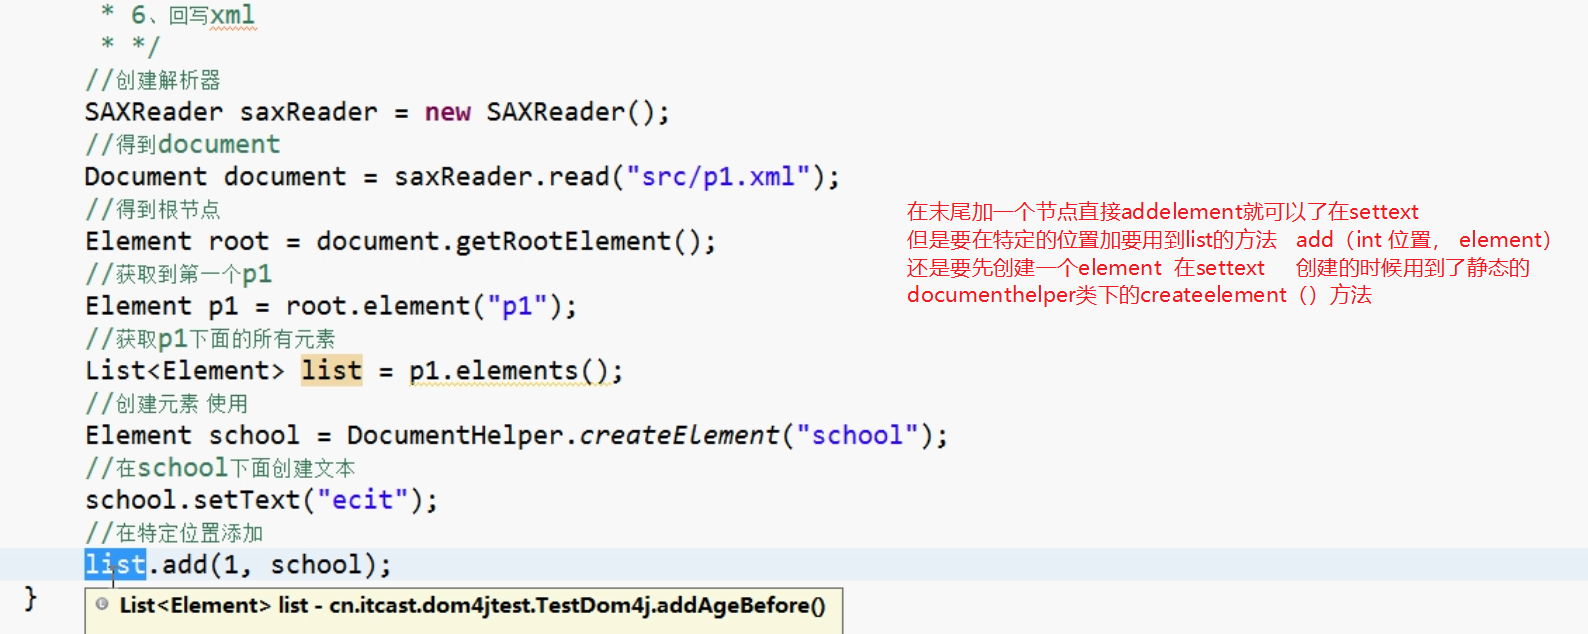 * 6、回写xml
* */
//创建解析器
SAXReader saxReader = new SAXReader();
//得到document
Document document = saxReader.read("src/p1.xml");
//得到根节点
Element root = document.getRootElement();
//获取到第一个p1
Element p1 = root.element("p1");
//获取p1下面的所有元素
List<Element> list = p1.elements();
//创建元素 使用
Element school = DocumentHelper.createElement("school");
//在school下面创建文本
school.setText("ecit");
//在特定位置添加
list.add(1, school);
}
List<Element> list - cn.itcast.dom4jtest.TestDom4j.addAgeBefore()
在末尾加一个节点直接addelement就可以了在settext
但是要在特定的位置加要用到list的方法 add（int 位置， element）
还是要先创建一个element 在settext 创建的时候用到了静态的
documenthelper类下的createelement（）方法